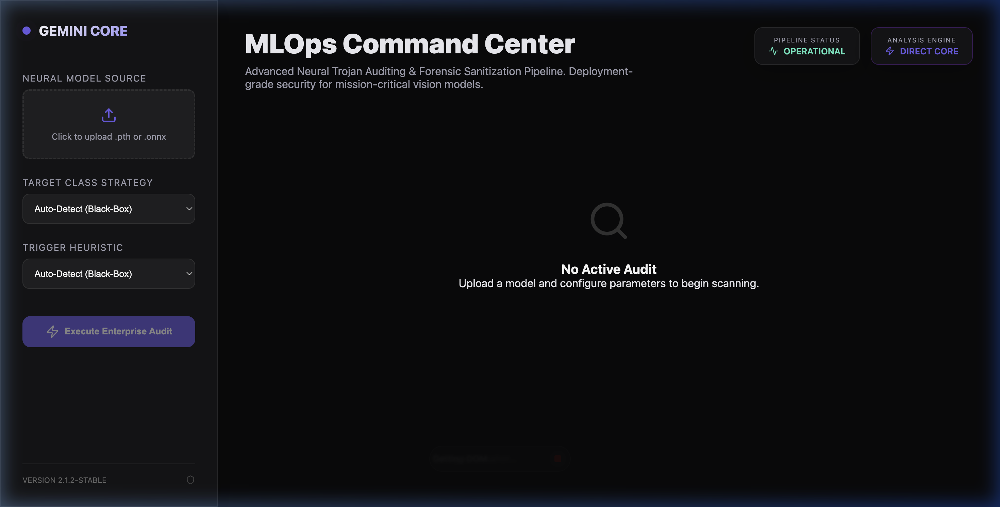 GEMINI CORE
NEURAL MODEL SOURCE
Click to upload .pth or .onnx
TARGET CLASS STRATEGY
Auto-Detect (Black-Box)
TRIGGER HEURISTIC
Auto-Detect (Black-Box)
Execute Enterprise Audit
VERSION 2.1.2-STABLE
MLOps Command Center
Advanced Neural Trojan Auditing & Forensic Sanitization Pipeline. Deployment-
grade security for mission-critical vision models.
PIPELINE STATUS
OPERATIONAL
ANALYSIS ENGINE
DIRECT CORE
No Active Audit
Upload a model and configure parameters to begin scanning.